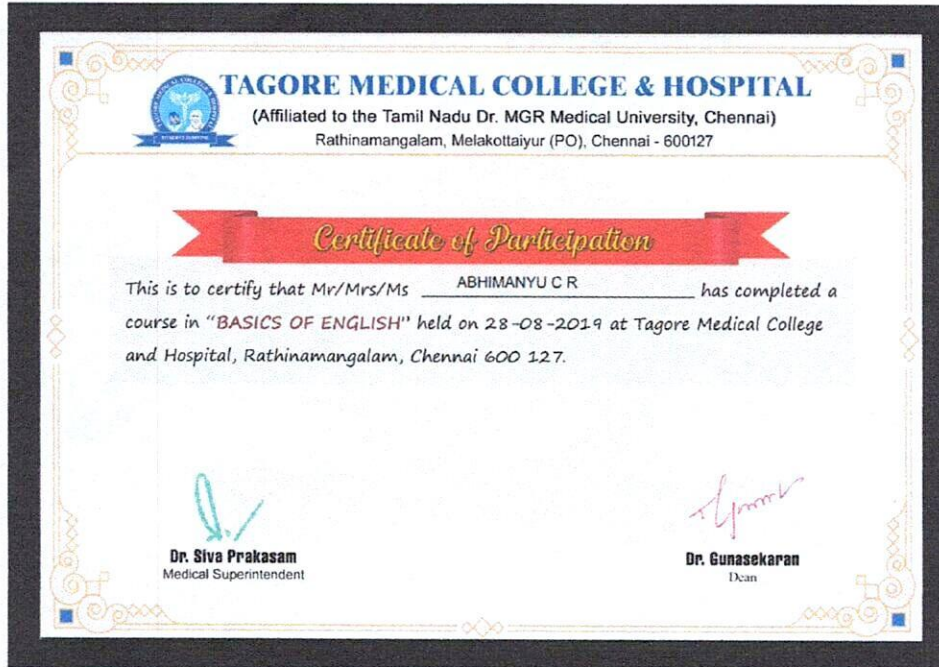 TAGORE MEDICAL COLLEGE & HOSPITAL
(Affiliated to the Tamil Nadu Dr. MGR Medical University, Chennai)
Rathinamangalam, Melakottaiyur (PO), Chennai - 600127
Certificate of Participation
This is to certify that Mr/Mrs/Ms ABHIMANYU C R has completed a
course in "BASICS OF ENGLISH" held on 28-08-2019 at Tagore Medical College
and Hospital, Rathinamangalam, Chennai 600 127.
Dr. Siva Prakasam
Medical Superintendent
Dr. Gunasekaran
Dean